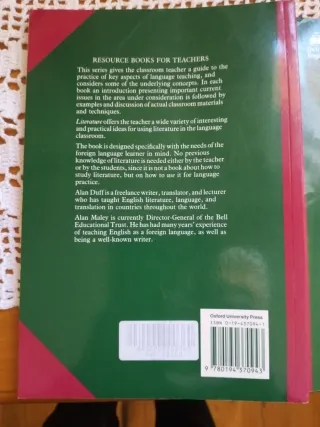 RESOURCE BOOKS FOR TEACHERS
This series gives the classroom teacher a guide to the
practice of key aspects of language teaching, and
considers some of the underlying concepts. In each
book an introduction presenting important current
issues in the area under consideration is followed by
examples and discussion of actual classroom materials
and techniques.
Literature offers the teacher a wide variety of interesting
and practical ideas for using literature in the language
classroom.
The book is designed specifically with the needs of the
foreign language learner in mind. No previous
knowledge of literature is needed either by the teacher
or by the students, since it is not a book about how to
study literature, but on how to use it for language
practice.
Alan Duff is a freelance writer, translator, and lecturer
who has taught English literature, language, and
translation in countries throughout the world.
Alan Maley is currently Director-General of the Bell
Educational Trust. He has had many years' experience
of teaching English as a foreign language, as well as
being a well-known writer.
Oxford University Press
ISBN 0-19-437094-1
9 780194 370943